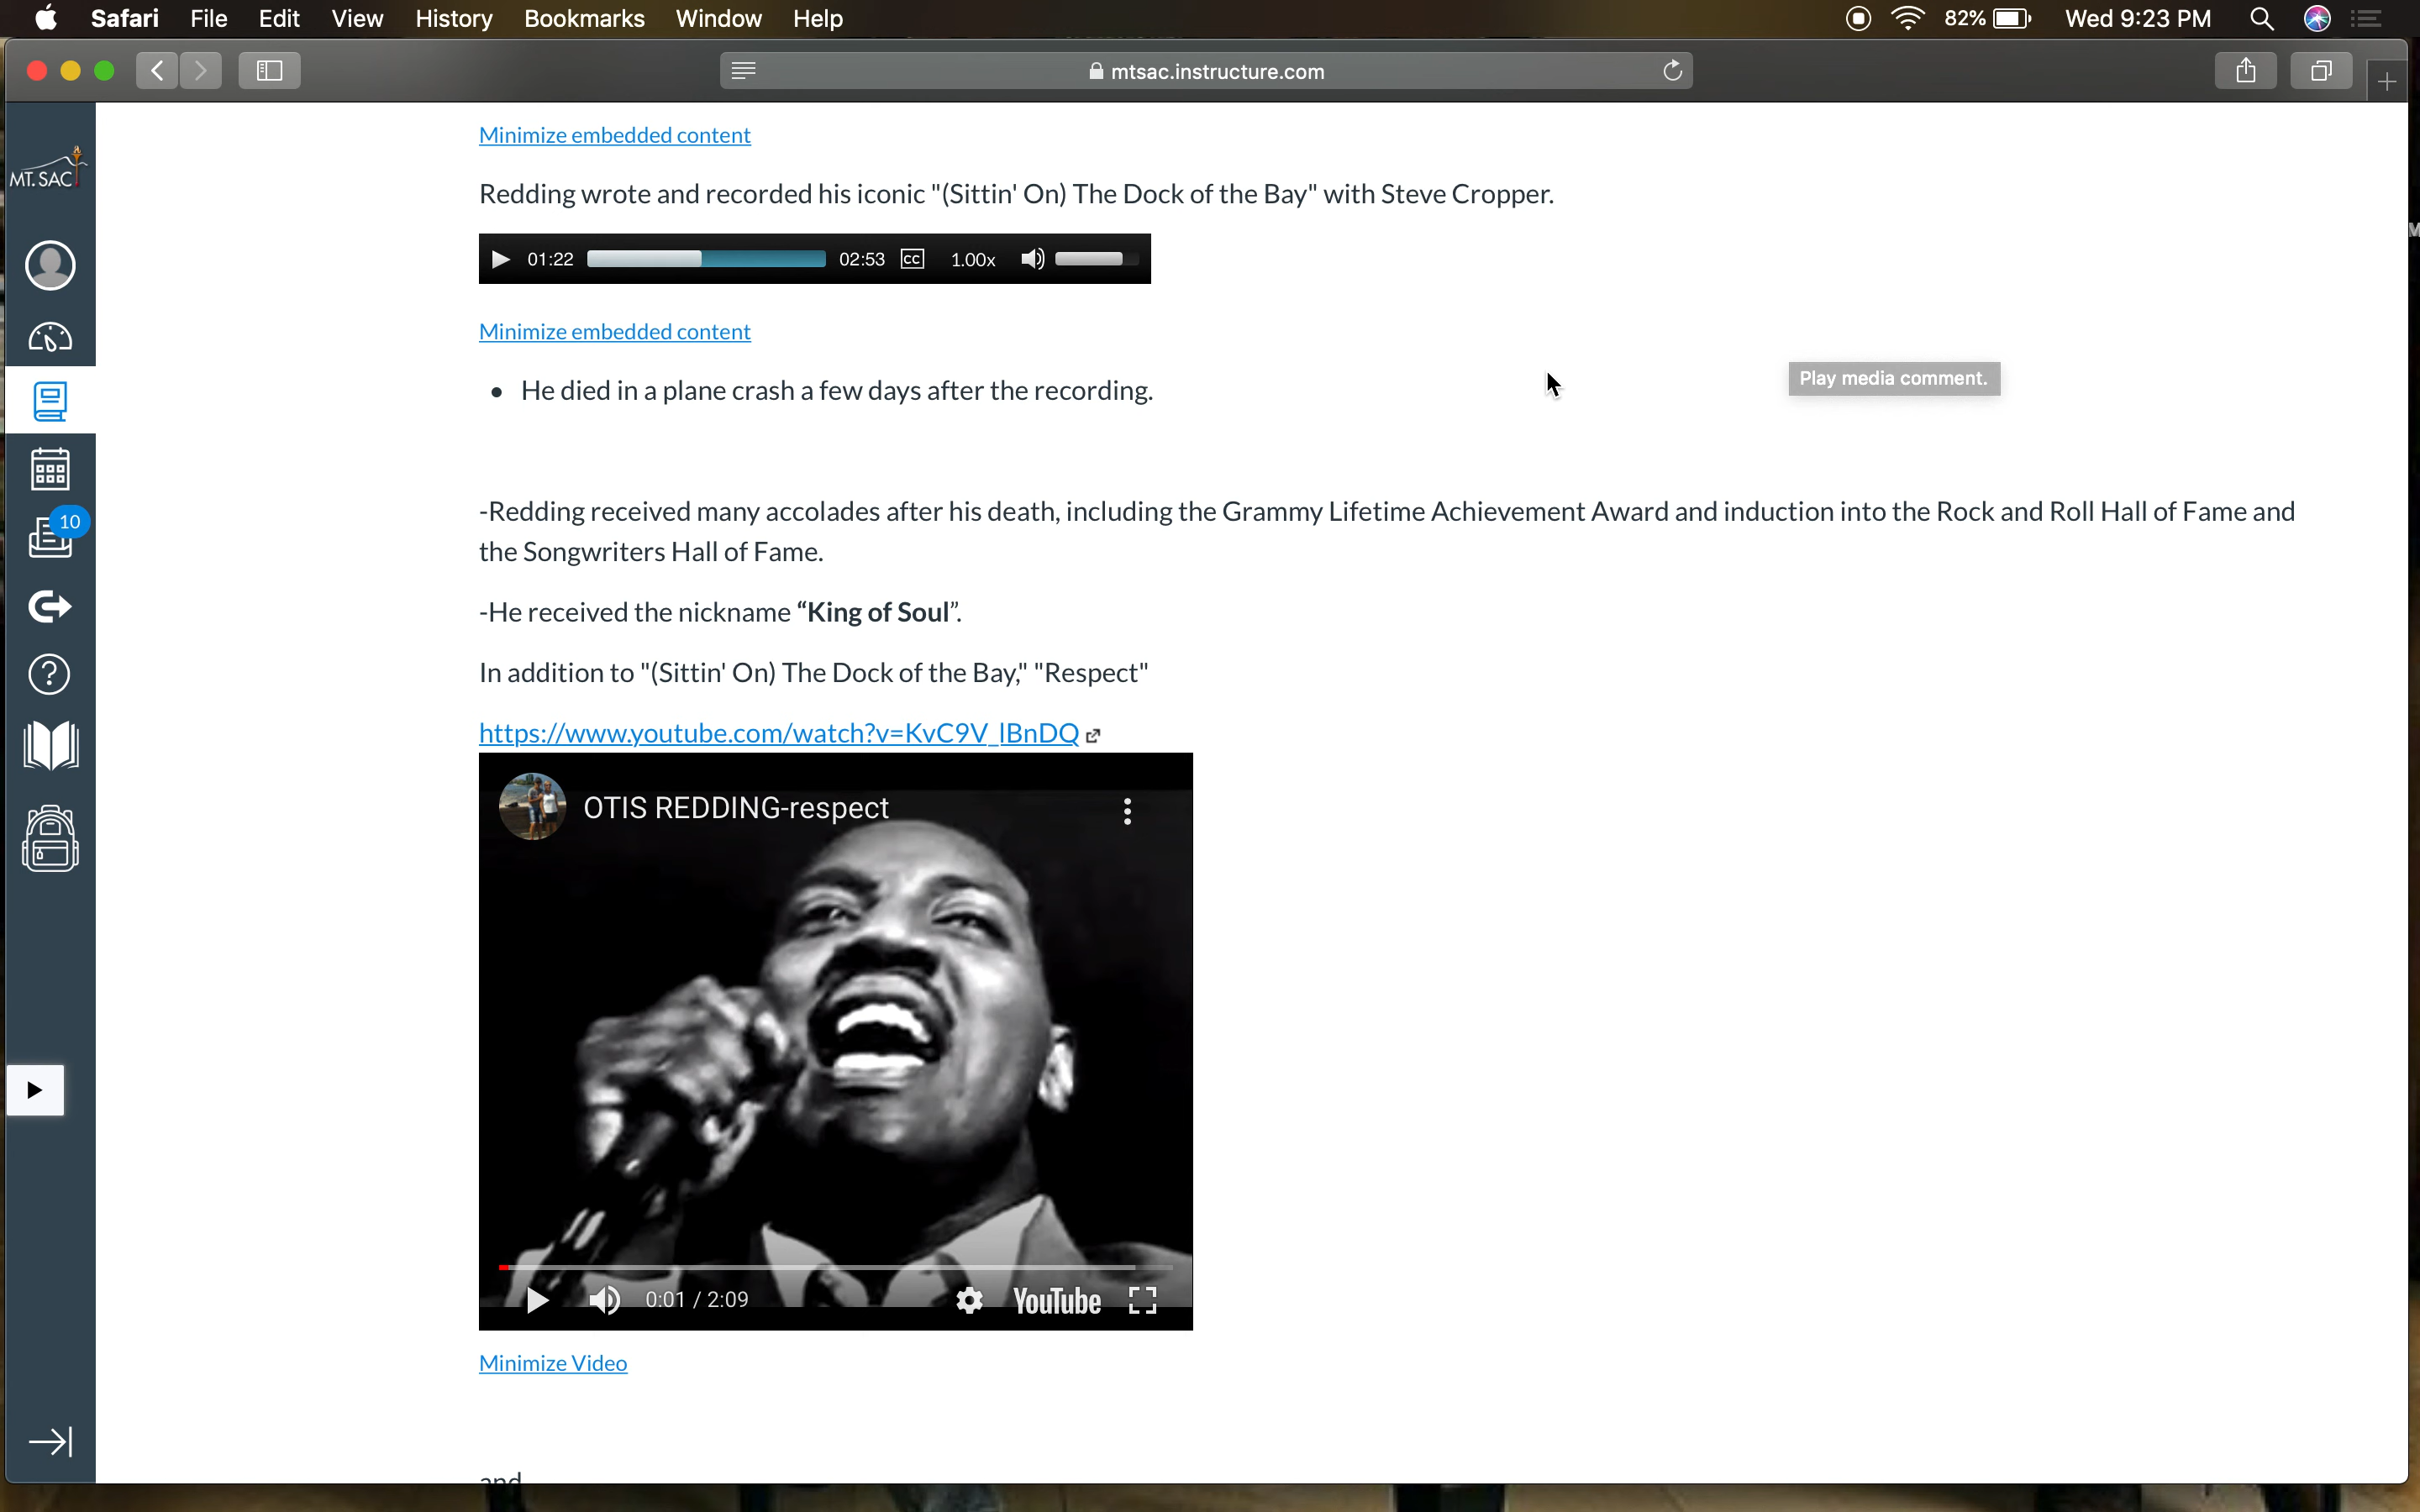 Safari File Edit View History Bookmarks Window Help 82% Wed 9:23 PM
mtsac.instructure.com
MT. SAC
10
Minimize embedded content
Redding wrote and recorded his iconic "(Sittin' On) The Dock of the Bay" with Steve Cropper.
01:22 02:53 CC 1.00x
Minimize embedded content
Play media comment.
• He died in a plane crash a few days after the recording.
-Redding received many accolades after his death, including the Grammy Lifetime Achievement Award and induction into the Rock and Roll Hall of Fame and
the Songwriters Hall of Fame.
-He received the nickname “King of Soul”.
In addition to "(Sittin' On) The Dock of the Bay," "Respect"
https://www.youtube.com/watch?v=KvC9V_lBnDQ
OTIS REDDING-respect
0:01 / 2:09 YouTube
Minimize Video
and